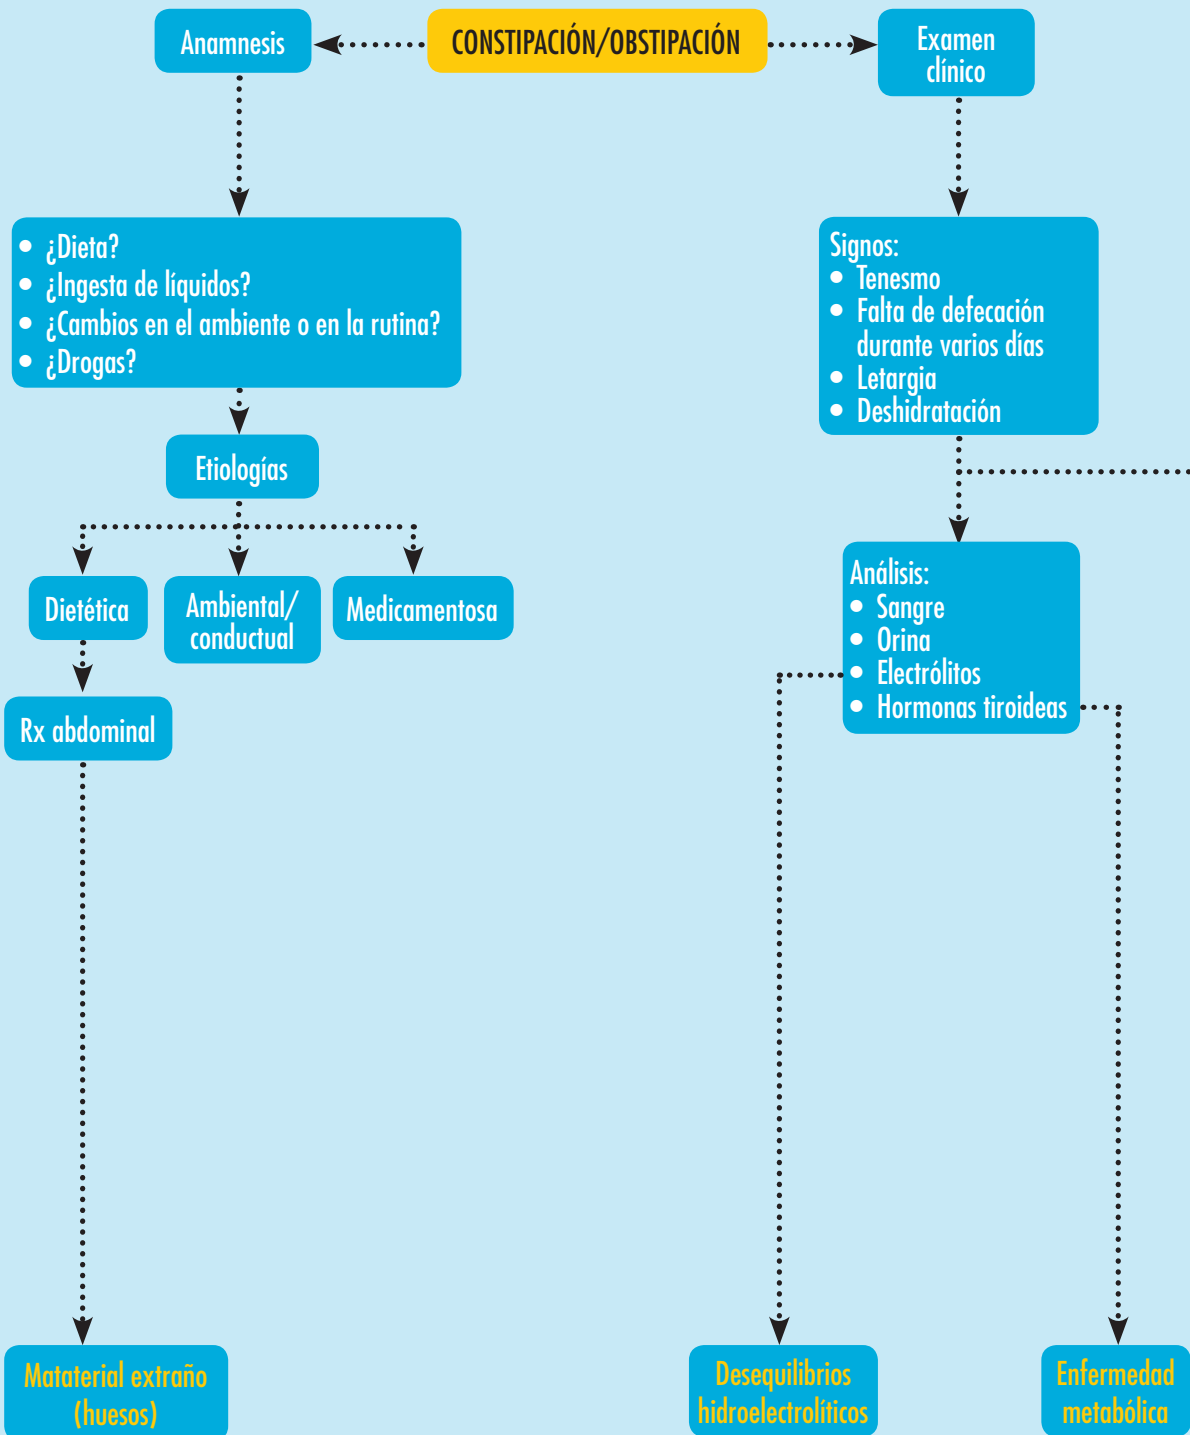 Anamnesis
CONSTIPACIÓN/OBSTIPACIÓN
Examen
clínico
• ¿Dieta?
• ¿Ingesta de líquidos?
• ¿Cambios en el ambiente o en la rutina?
• ¿Drogas?
Signos:
• Tenesmo
• Falta de defecación
durante varios días
• Letargia
• Deshidratación
Etiologías
Dietética
Ambiental/
conductual
Medicamentosa
Análisis:
• Sangre
• Orina
• Electrólitos
• Hormonas tiroideas
Rx abdominal
Mataterial extraño
(huesos)
Desequilibrios
hidroelectrolíticos
Enfermedad
metabólica